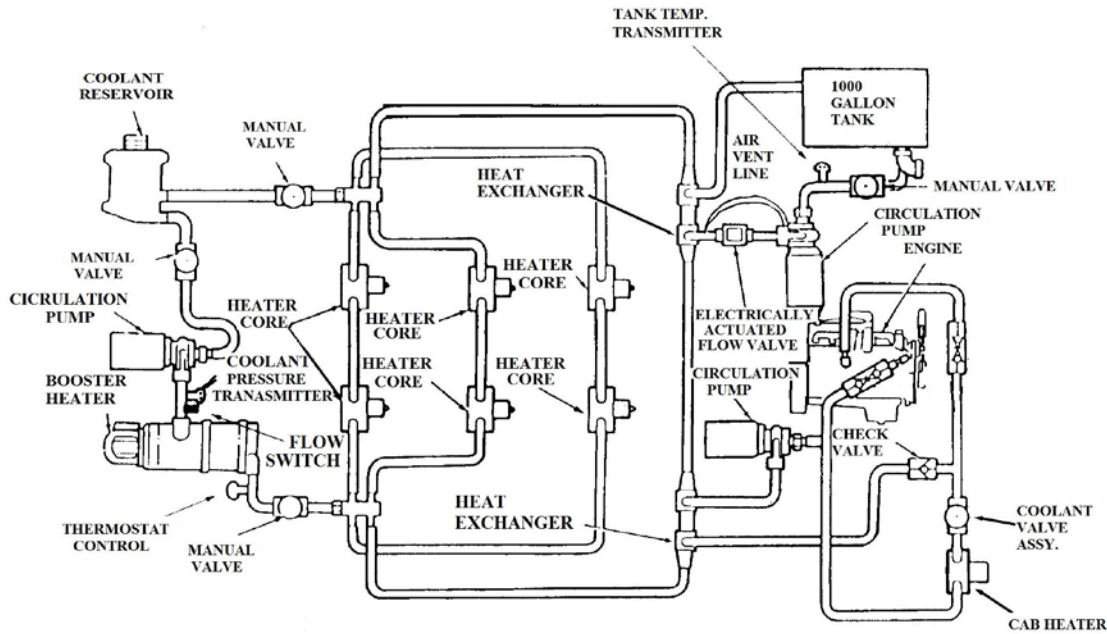 TANK TEMP.
TRANSMITTER
COOLANT
RESERVOIR
1000
GALLON
TANK
MANUAL
VALVE
AIR
VENT
LINE
HEAT
EXCHANGER
MANUAL VALVE
CIRCULATION
PUMP
ENGINE
MANUAL
VALVE
CICRULATION
PUMP
HEATER
CORE
HEATER
CORE
HEATER
CORE
ELECTRICALLY
ACTUATED
FLOW VALVE
COOLANT
PRESSURE
TRANASMITTER
BOOSTER
HEATER
HEATER
CORE
HEATER
CORE
CIRCULATION
PUMP
FLOW
SWITCH
CHECK
VALVE
HEAT
EXCHANGER
THERMOSTAT
CONTROL
MANUAL
VALVE
COOLANT
VALVE
ASSY.
CAB HEATER